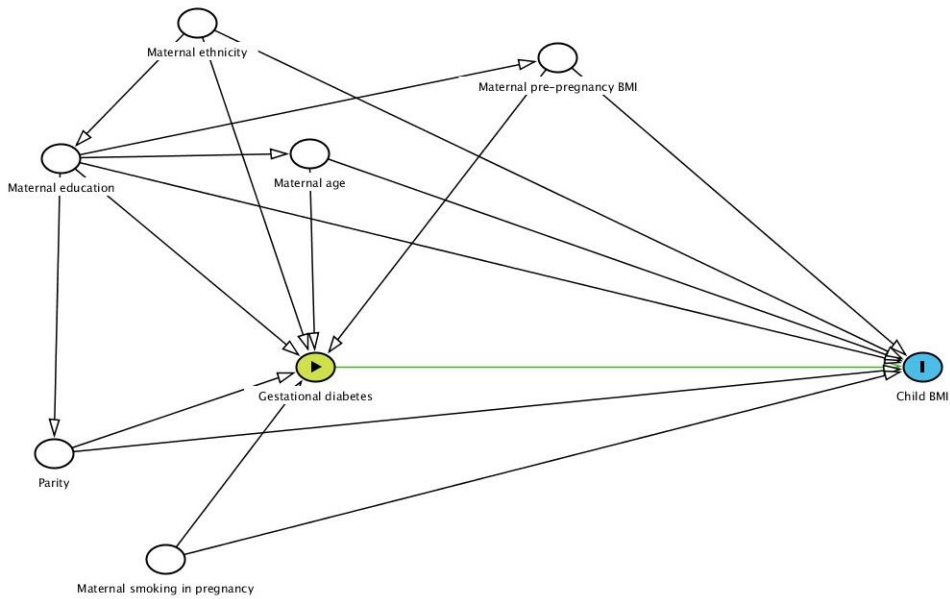 Maternal ethnicity
Maternal pre-pregnancy BMI
Maternal education
Maternal age
Gestational diabetes
Child BMI
Parity
Maternal smoking in pregnancy